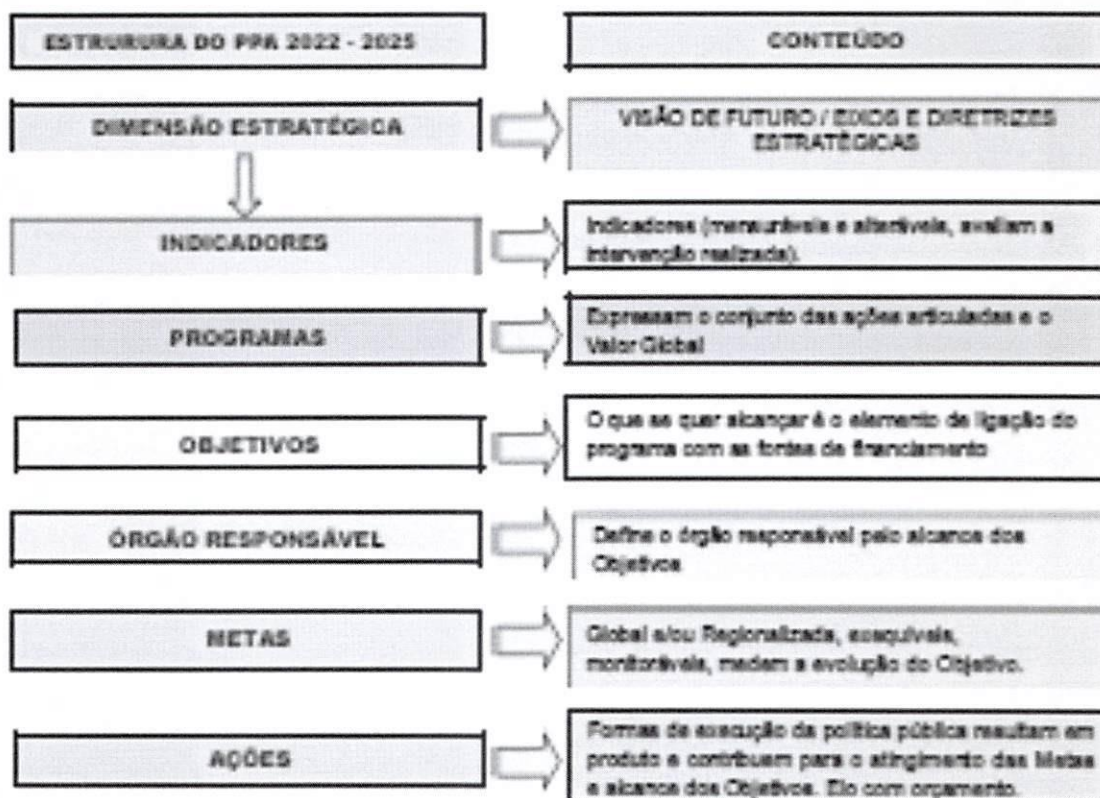 ESTRURURA DO PPA 2022 - 2025
CONTEÚDO
DIMENSÃO ESTRATÉGICA
VISÃO DE FUTURO / EIXOS E DIRETRIZES
ESTRATÉGICAS
INDICADORES
Indicadores (mensuráveis e alteráveis, avaliam a
intervenção realizada).
PROGRAMAS
Expressam o conjunto das ações articuladas e o
Valor Global
OBJETIVOS
O que se quer alcançar é o elemento de ligação do
programa com as fontes de financiamento
ÓRGÃO RESPONSÁVEL
Define o órgão responsável pelo alcance dos
Objetivos
METAS
Global e/ou Regionalizada, exequíveis,
monitoráveis, medem a evolução do Objetivo.
AÇÕES
Formas de execução da política pública resultam em
produto e contribuem para o atingimento das Metas
e alcance dos Objetivos. Elo com orçamento.